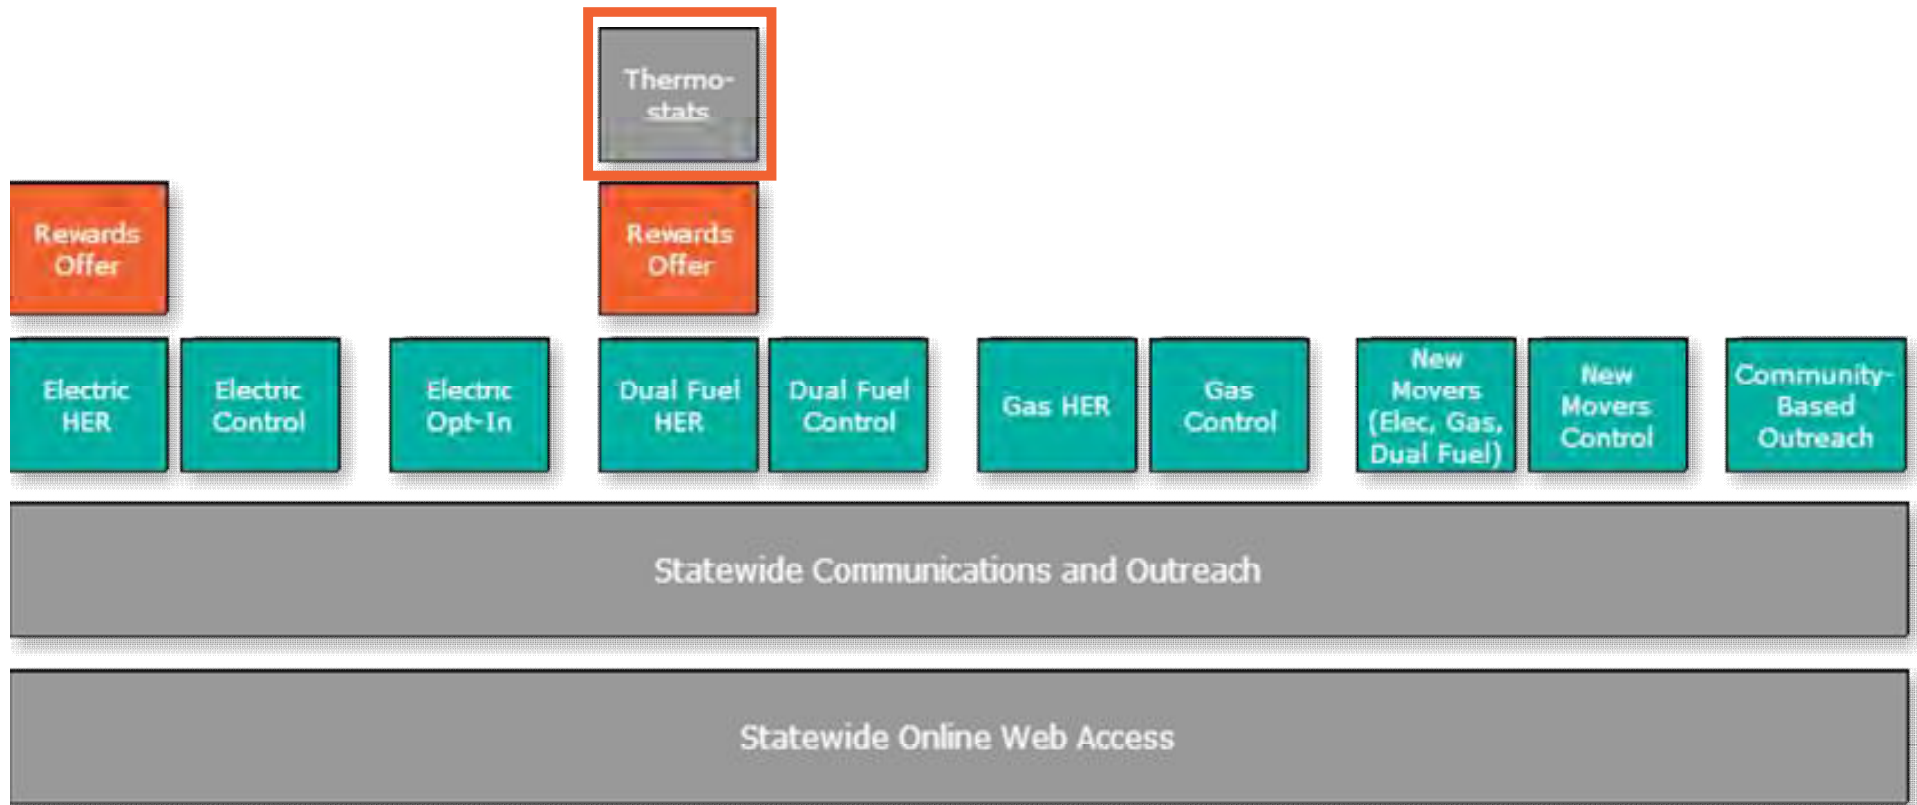 Thermo-
stats
Rewards
Offer
Rewards
Offer
Electric
HER
Electric
Control
Electric
Opt-In
Dual Fuel
HER
Dual Fuel
Control
Gas HER
Gas
Control
New
Movers
(Elec, Gas,
Dual Fuel)
New
Movers
Control
Community-
Based
Outreach
Statewide Communications and Outreach
Statewide Online Web Access